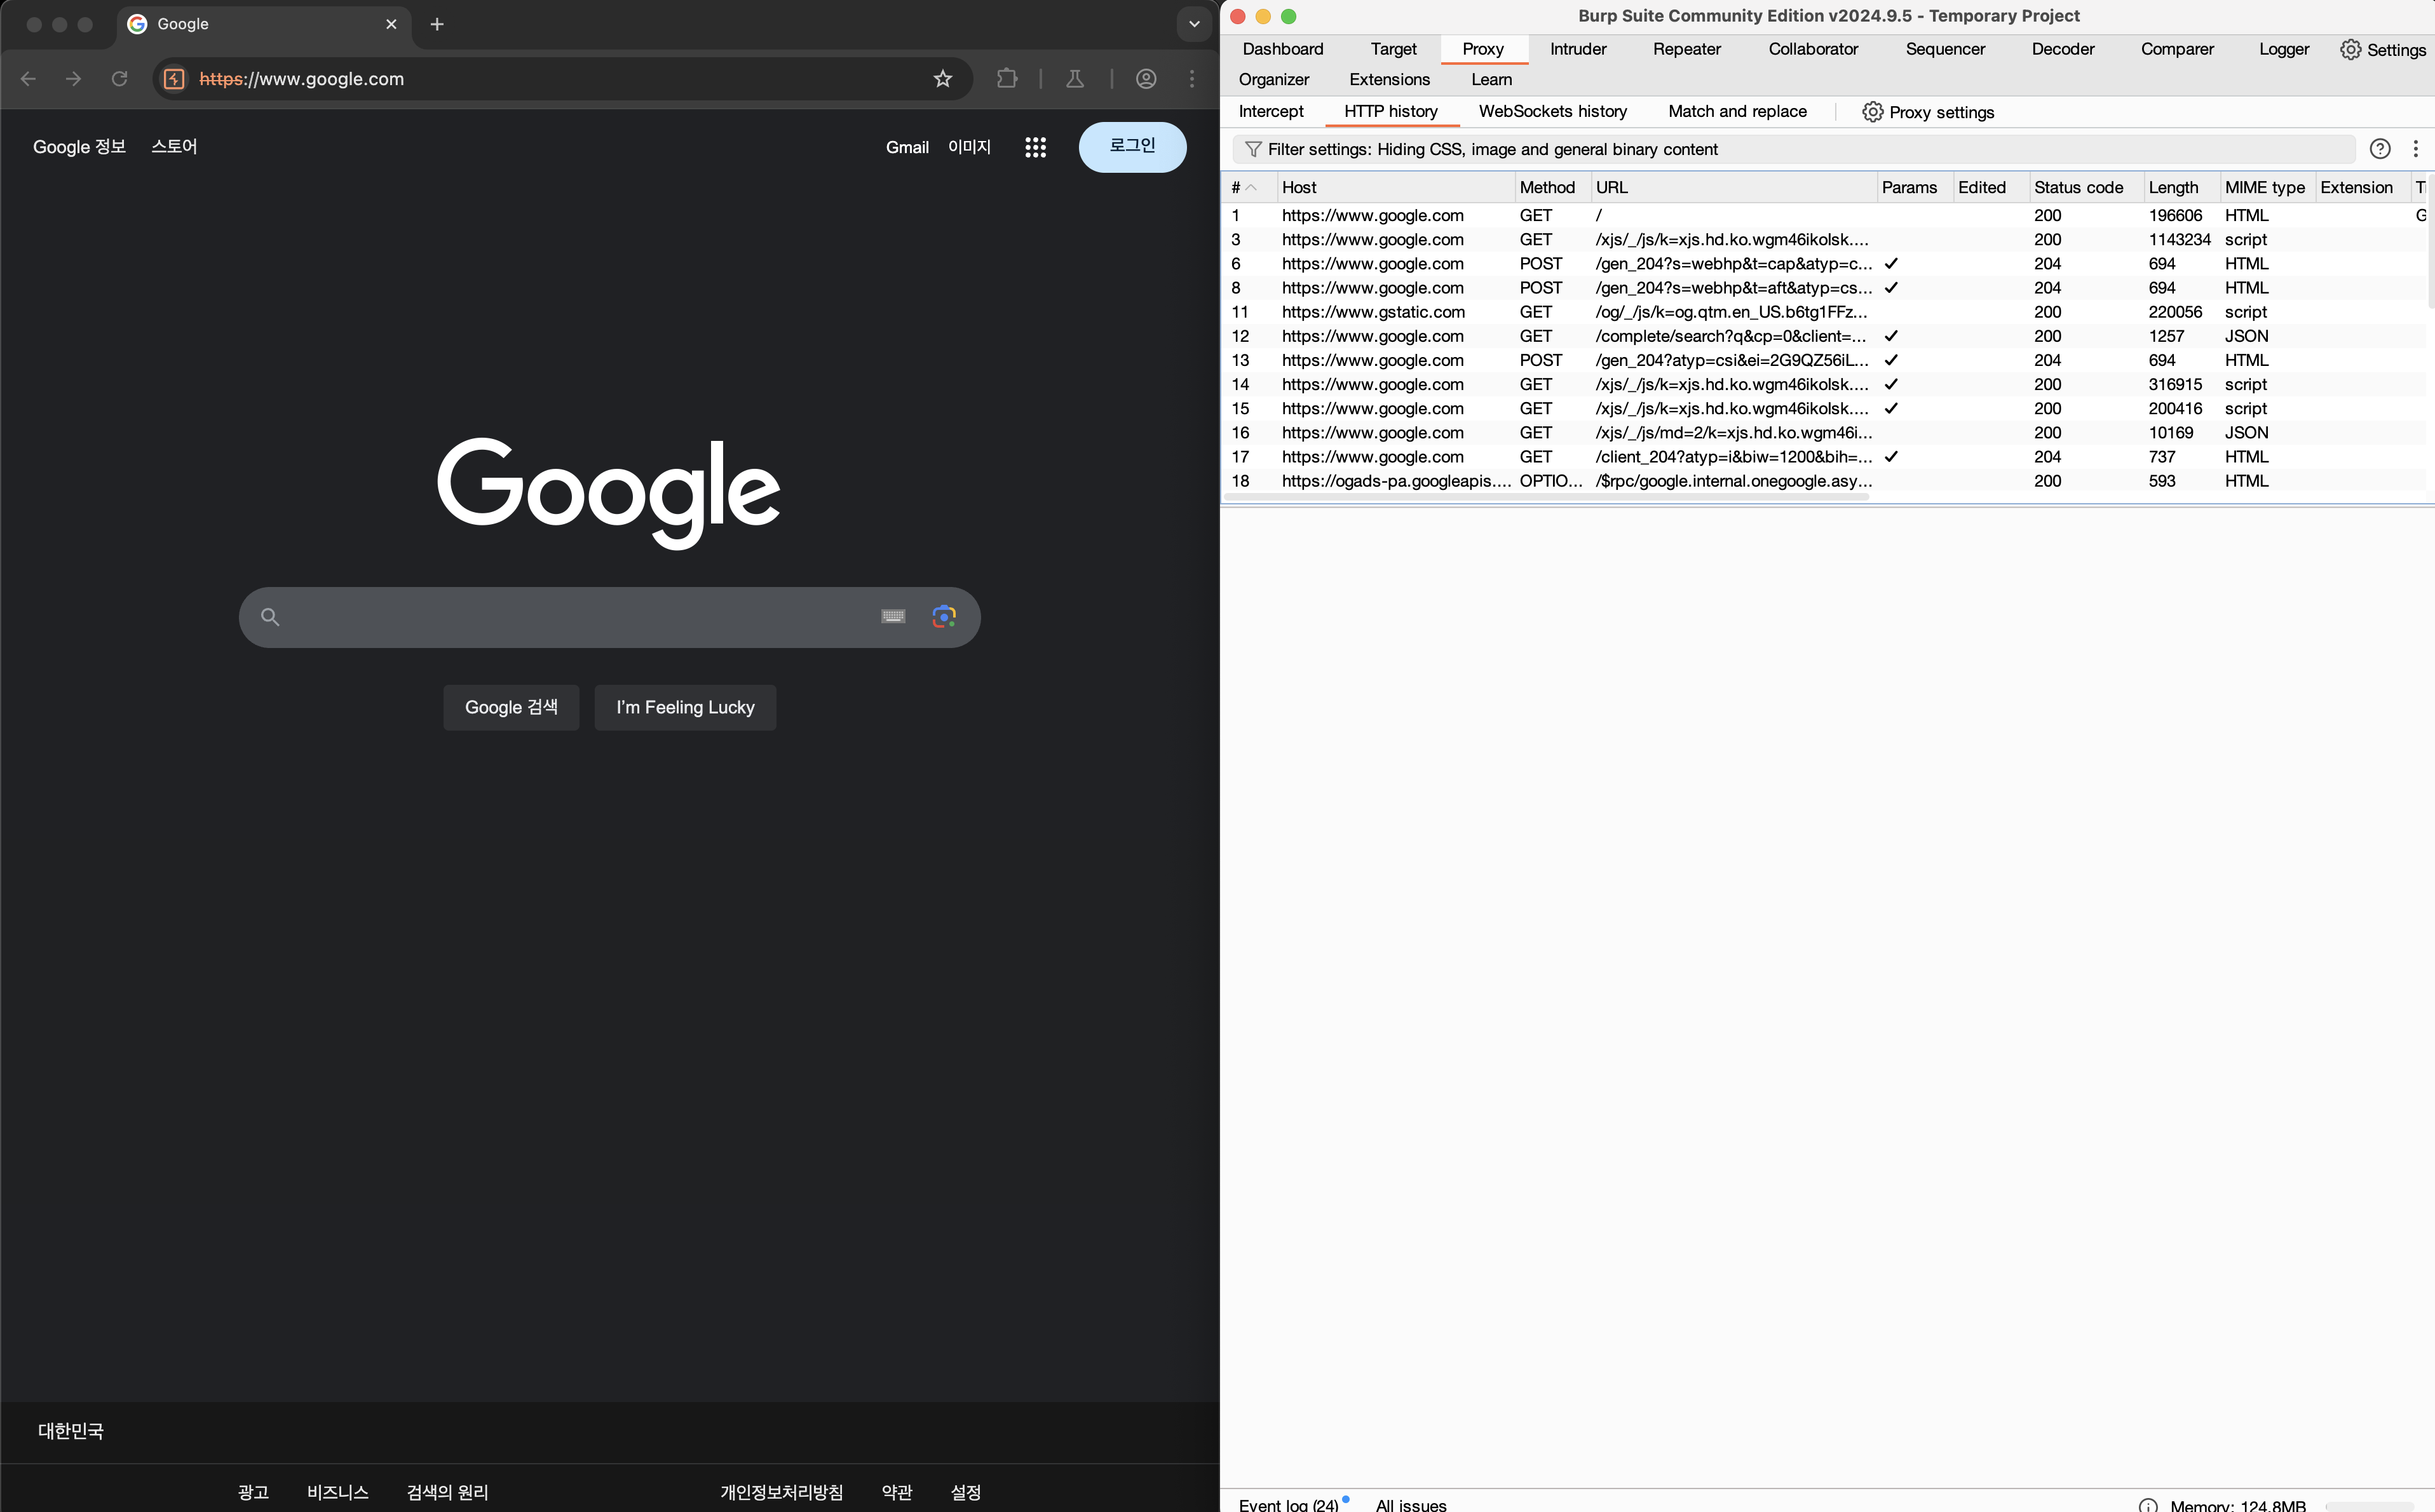 Google
https://www.google.com
Google 정보 스토어
Gmail 이미지 로그인
Google
Google 검색 I'm Feeling Lucky
대한민국
광고 비즈니스 검색의 원리 개인정보처리방침 약관 설정
Burp Suite Community Edition v2024.9.5 - Temporary Project
Dashboard Target Proxy Intruder Repeater Collaborator Sequencer Decoder Comparer Logger Settings
Organizer Extensions Learn
Intercept HTTP history WebSockets history Match and replace Proxy settings
Filter settings: Hiding CSS, image and general binary content
# Host Method URL Params Edited Status code Length MIME type Extension
1 https://www.google.com GET / 200 196606 HTML G
3 https://www.google.com GET /xjs/_/js/k=xjs.hd.ko.wgm46ikolsk.... 200 1143234 script
6 https://www.google.com POST /gen_204?s=webhp&t=cap&atyp=c... ✓ 204 694 HTML
8 https://www.google.com POST /gen_204?s=webhp&t=aft&atyp=cs... ✓ 204 694 HTML
11 https://www.gstatic.com GET /og/_/js/k=og.qtm.en_US.b6tg1FFz... 200 220056 script
12 https://www.google.com GET /complete/search?q&cp=0&client=... ✓ 200 1257 JSON
13 https://www.google.com POST /gen_204?atyp=csi&ei=2G9QZ56iL... ✓ 204 694 HTML
14 https://www.google.com GET /xjs/_/js/k=xjs.hd.ko.wgm46ikolsk.... ✓ 200 316915 script
15 https://www.google.com GET /xjs/_/js/k=xjs.hd.ko.wgm46ikolsk.... ✓ 200 200416 script
16 https://www.google.com GET /xjs/_/js/md=2/k=xjs.hd.ko.wgm46i... 200 10169 JSON
17 https://www.google.com GET /client_204?atyp=i&biw=1200&bih=... ✓ 204 737 HTML
18 https://ogads-pa.googleapis.... OPTIO... /$rpc/google.internal.onegoogle.asy... 200 593 HTML
Event log (24) All issues Memory: 124.8MB